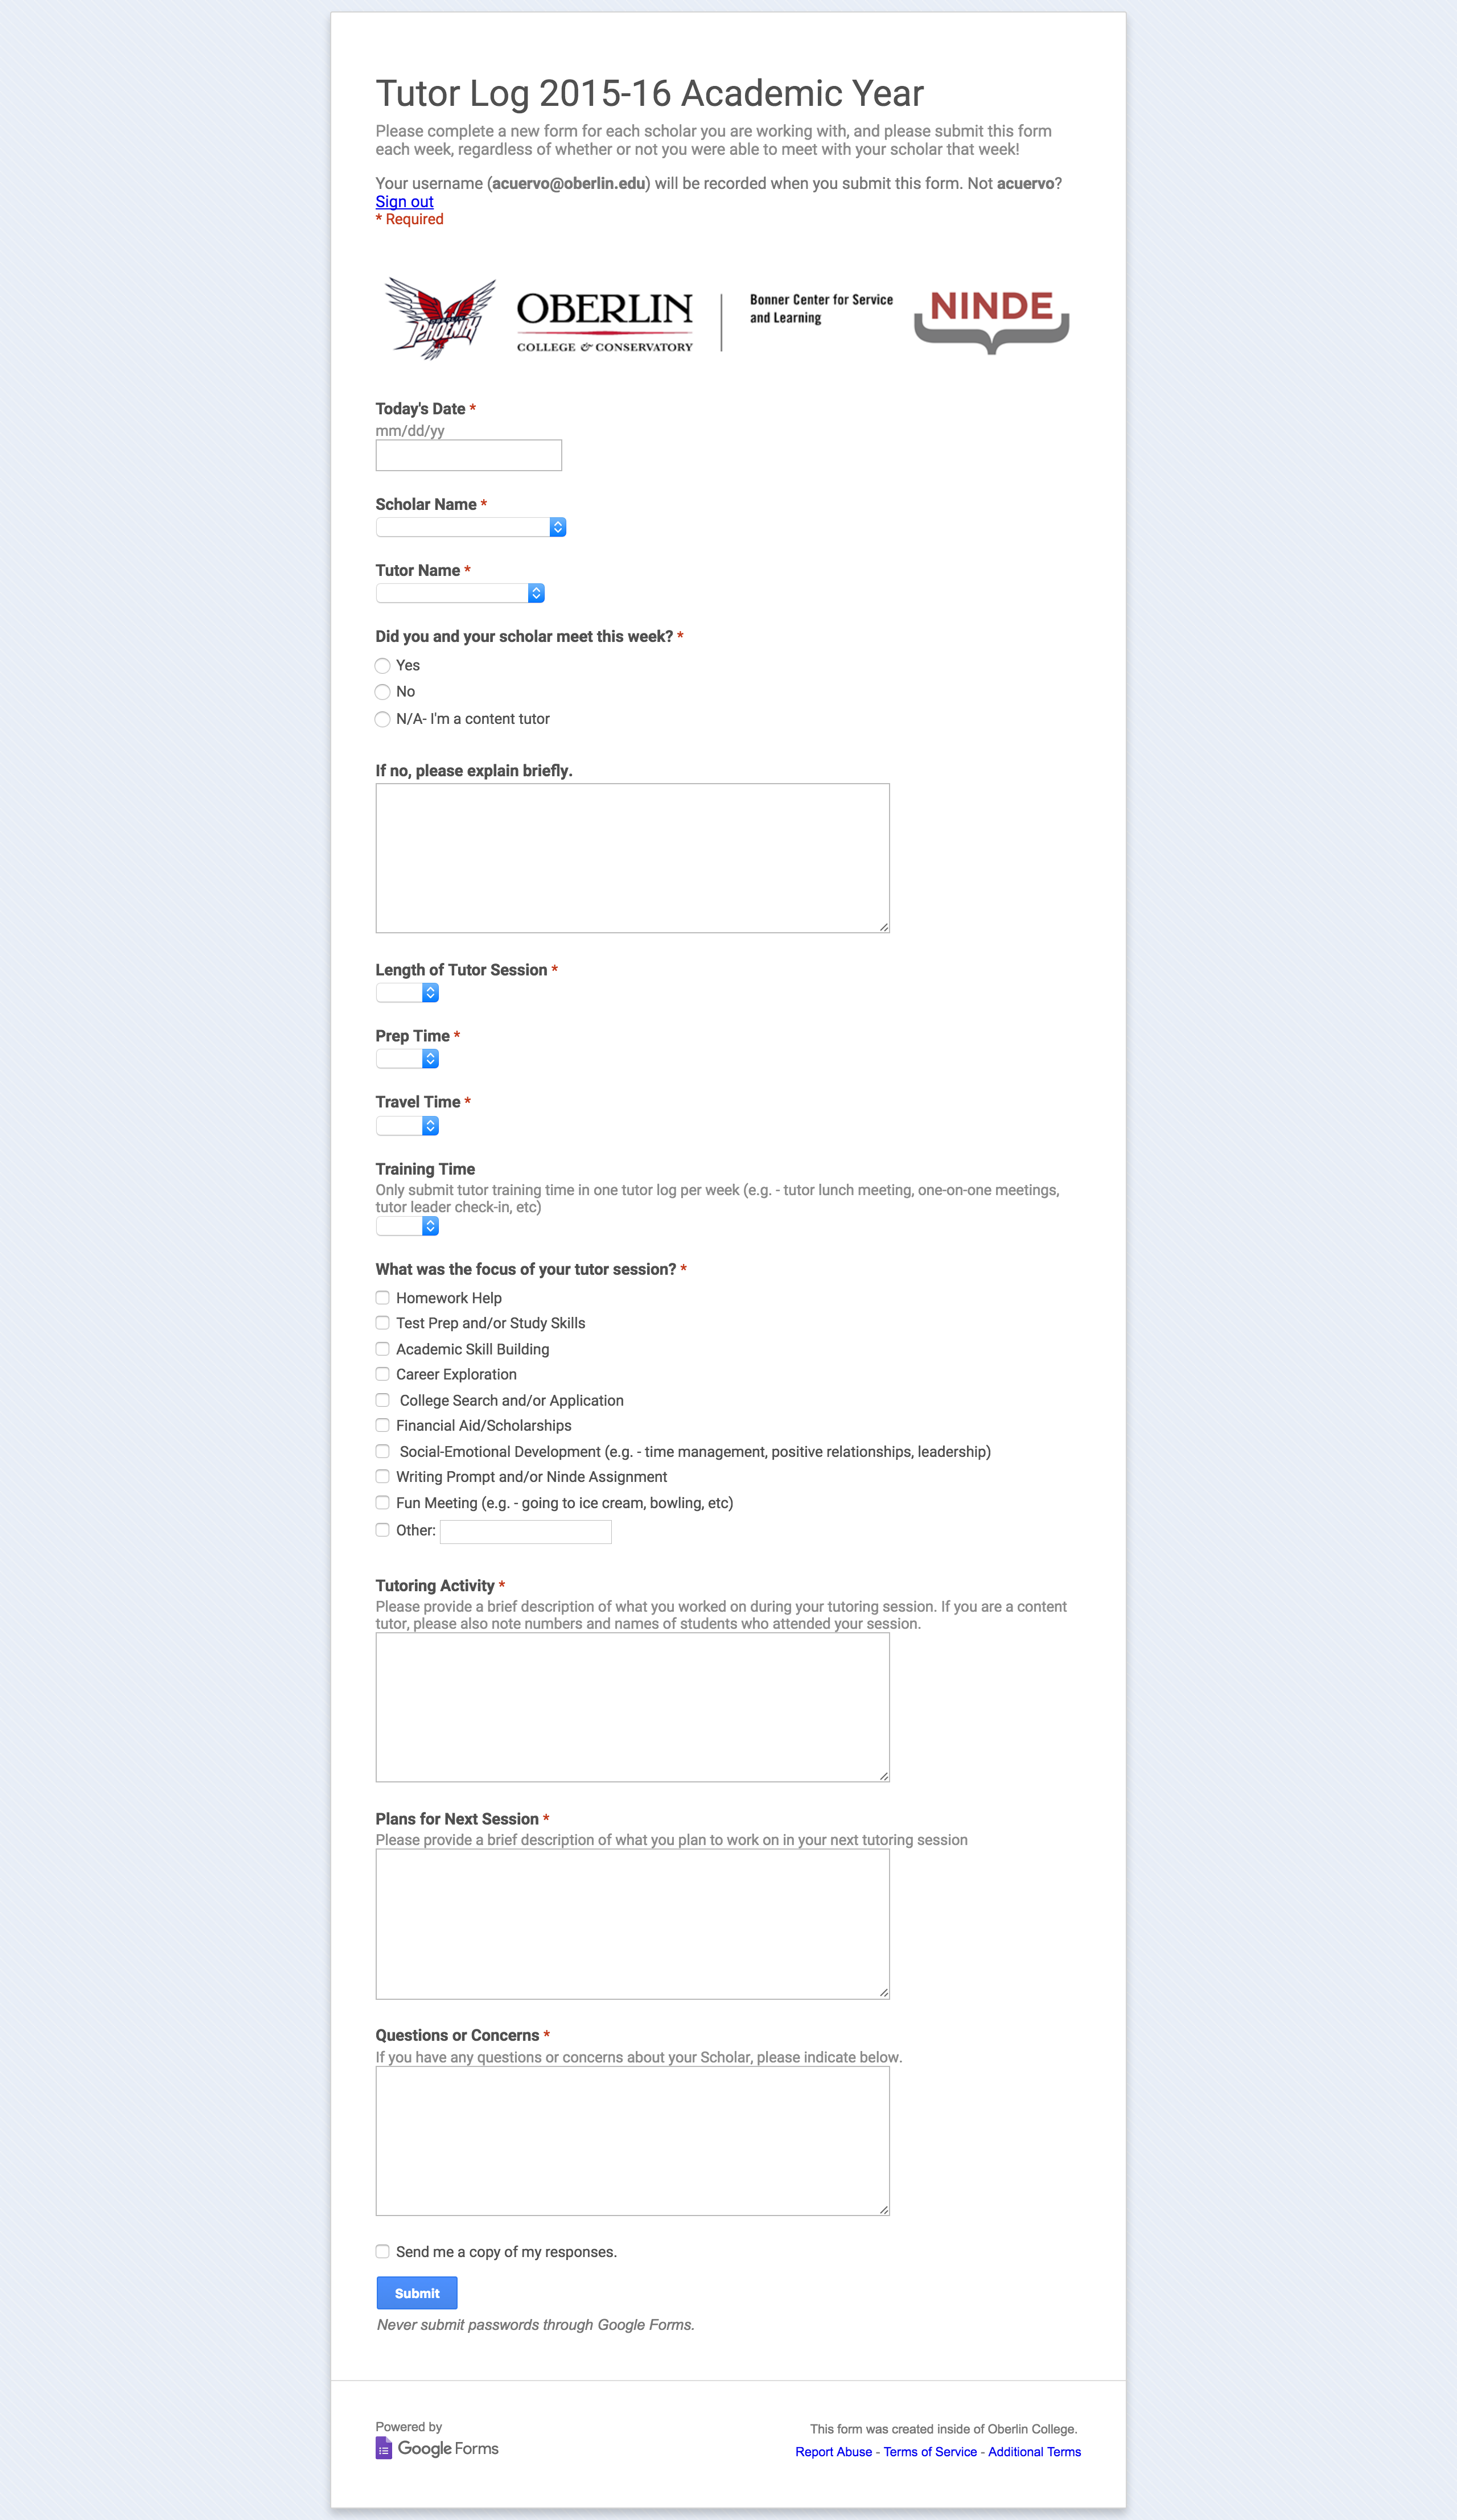 Tutor Log 2015-16 Academic Year
Please complete a new form for each scholar you are working with, and please submit this form
each week, regardless of whether or not you were able to meet with your scholar that week!
Your username (acuervo@oberlin.edu) will be recorded when you submit this form. Not acuervo?
Sign out
* Required
PHOENIX
OBERLIN
COLLEGE & CONSERVATORY
Bonner Center for Service
and Learning
NINDE
Today's Date *
mm/dd/yy
Scholar Name *
Tutor Name *
Did you and your scholar meet this week? *
Yes
No
N/A- I'm a content tutor
If no, please explain briefly.
Length of Tutor Session *
Prep Time *
Travel Time *
Training Time
Only submit tutor training time in one tutor log per week (e.g. - tutor lunch meeting, one-on-one meetings,
tutor leader check-in, etc)
What was the focus of your tutor session? *
Homework Help
Test Prep and/or Study Skills
Academic Skill Building
Career Exploration
College Search and/or Application
Financial Aid/Scholarships
Social-Emotional Development (e.g. - time management, positive relationships, leadership)
Writing Prompt and/or Ninde Assignment
Fun Meeting (e.g. - going to ice cream, bowling, etc)
Other:
Tutoring Activity *
Please provide a brief description of what you worked on during your tutoring session. If you are a content
tutor, please also note numbers and names of students who attended your session.
Plans for Next Session *
Please provide a brief description of what you plan to work on in your next tutoring session
Questions or Concerns *
If you have any questions or concerns about your Scholar, please indicate below.
Send me a copy of my responses.
Submit
Never submit passwords through Google Forms.
Powered by
Google Forms
This form was created inside of Oberlin College.
Report Abuse - Terms of Service - Additional Terms